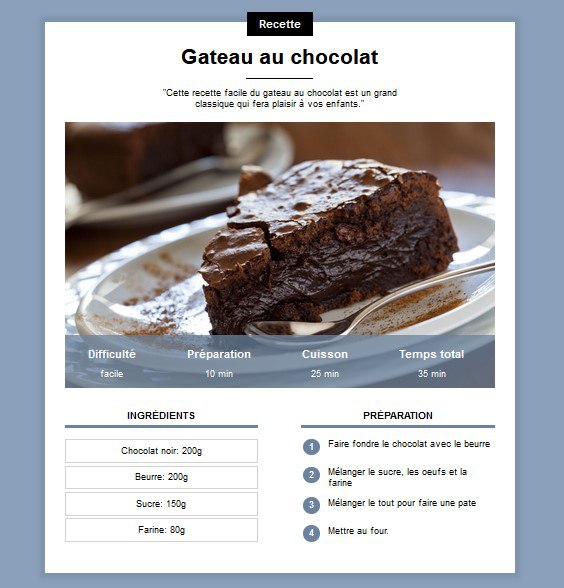 Recette
Gateau au chocolat
"Cette recette facile du gateau au chocolat est un grand
classique qui fera plaisir à vos enfants."
Difficulté Préparation Cuisson Temps total
facile 10 min 25 min 35 min
INGRÉDIENTS
Chocolat noir: 200g
Beurre: 200g
Sucre: 150g
Farine: 80g
PRÉPARATION
1 Faire fondre le chocolat avec le beurre
2 Mélanger le sucre, les oeufs et la
farine
3 Mélanger le tout pour faire une pate
4 Mettre au four.